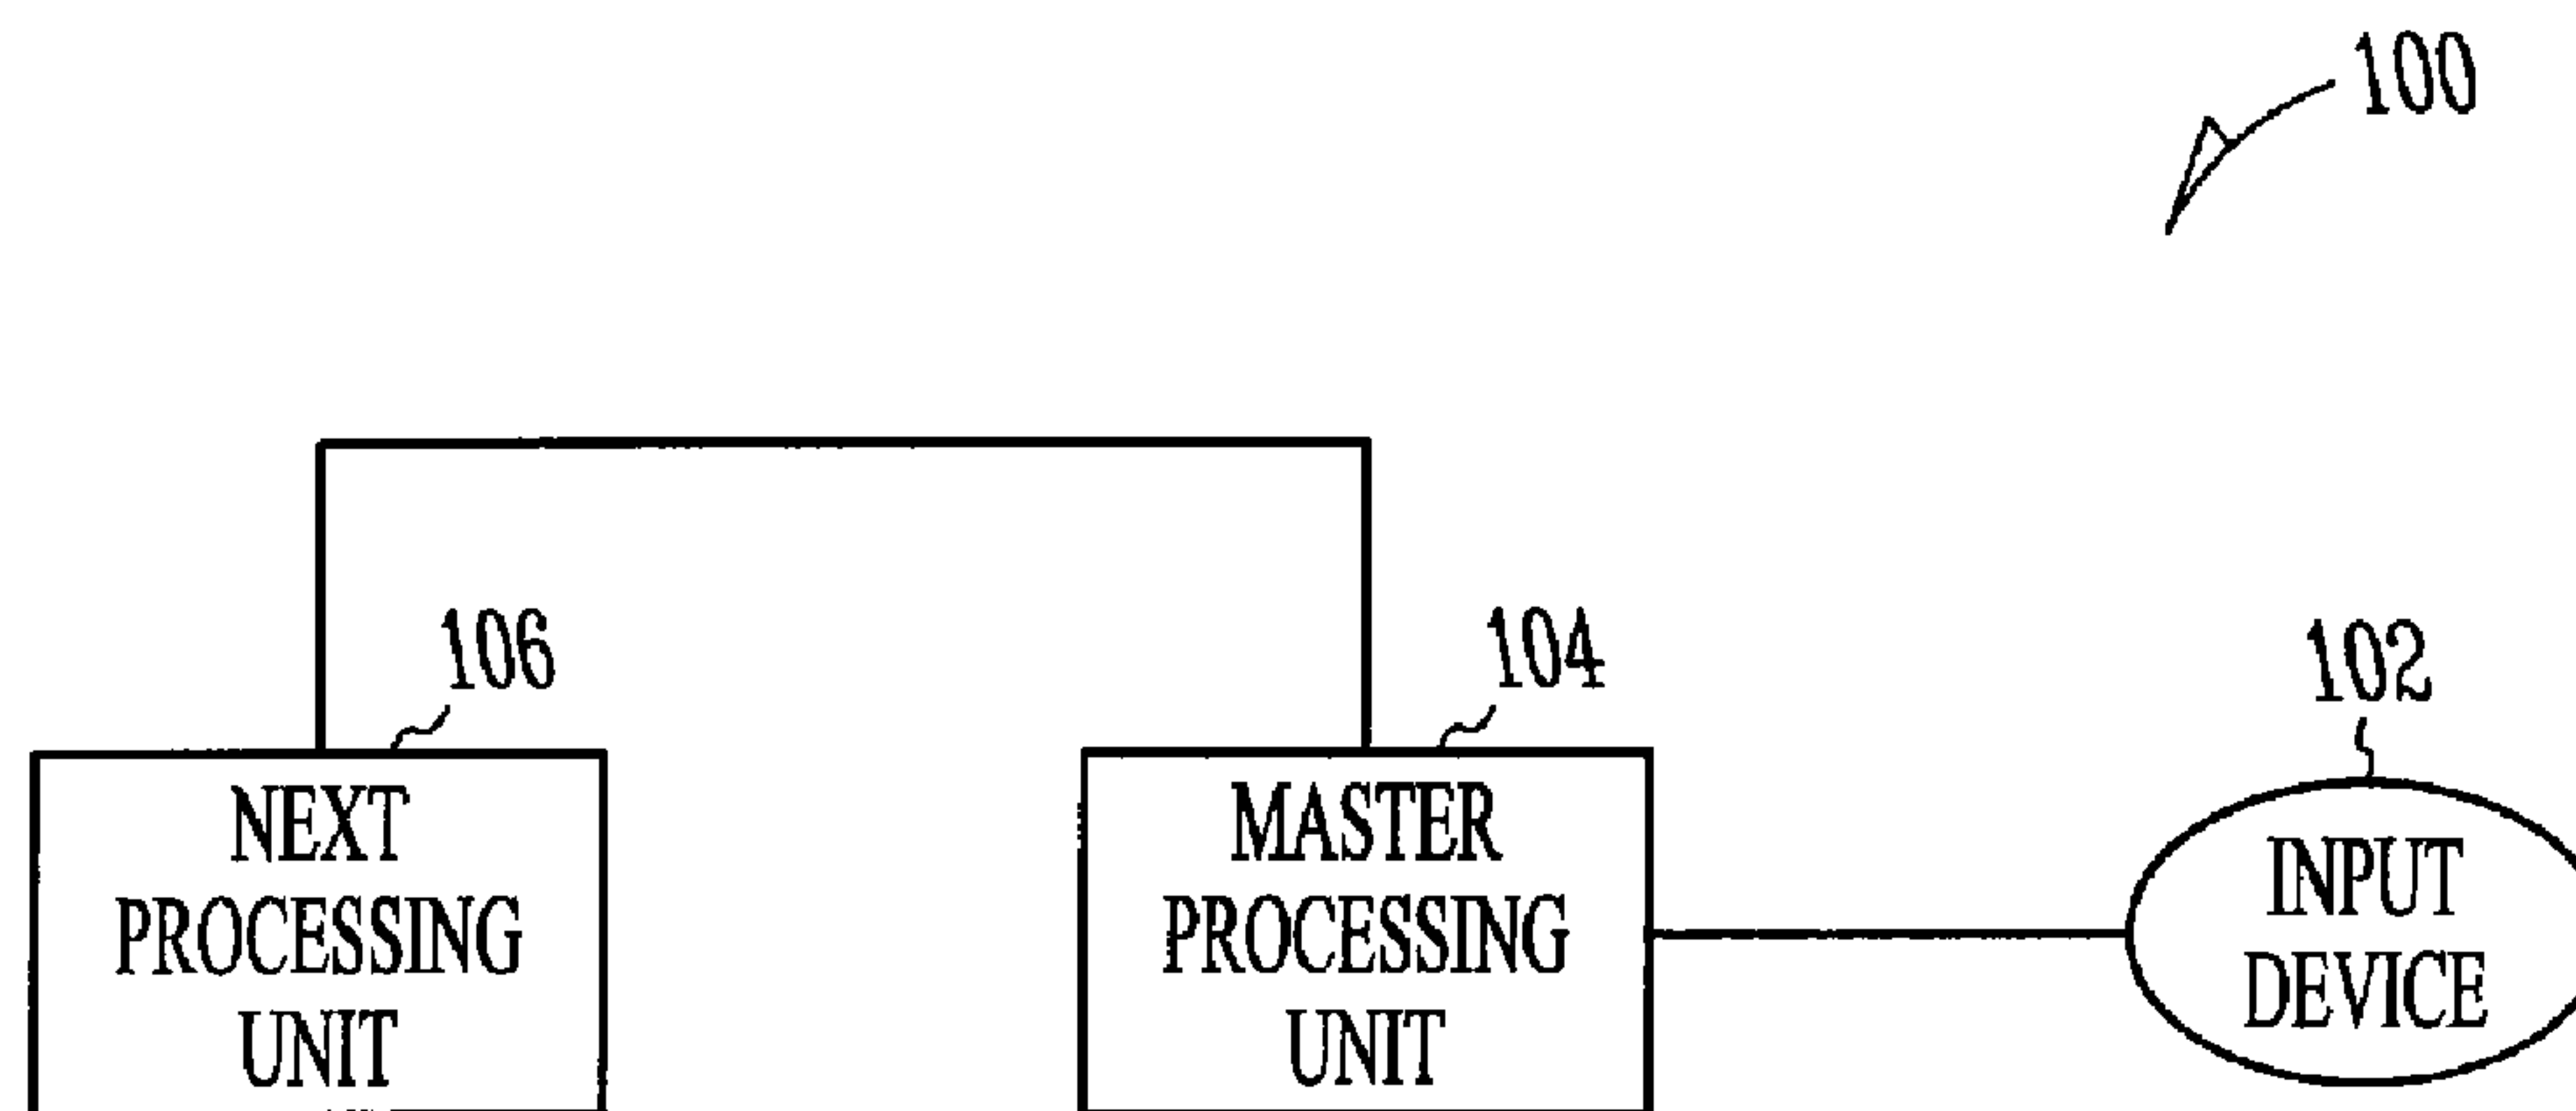 100
106
104
102
NEXT
PROCESSING
UNIT
MASTER
PROCESSING
UNIT
INPUT
DEVICE